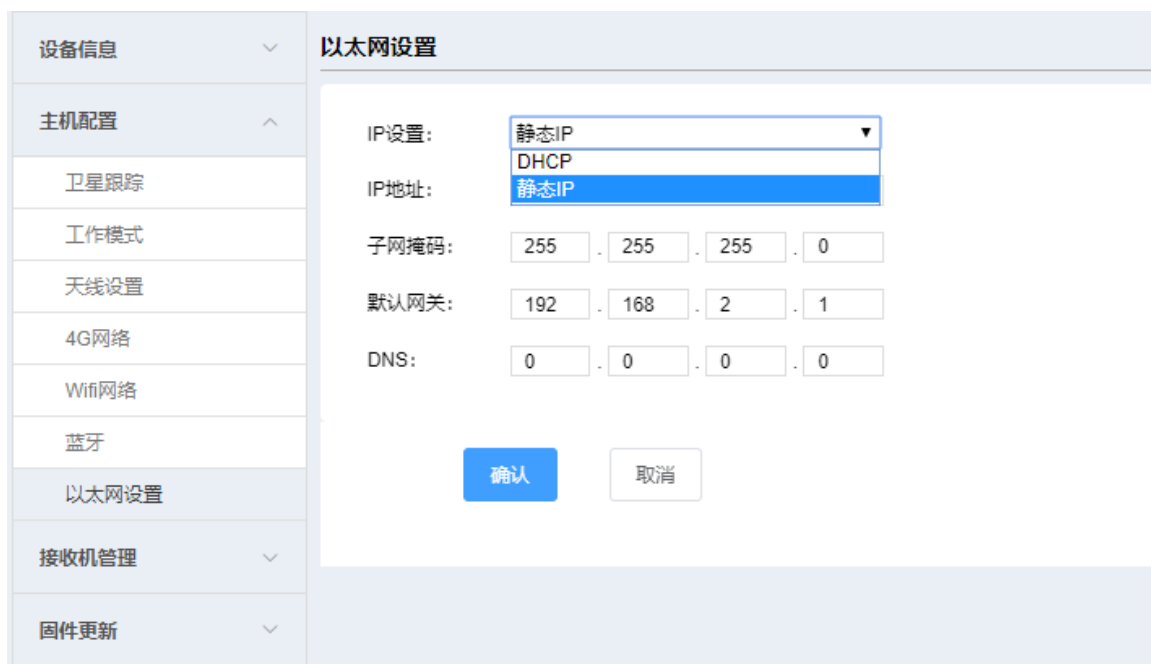 设备信息
主机配置
卫星跟踪
工作模式
天线设置
4G网络
Wifi网络
蓝牙
以太网设置
接收机管理
固件更新
以太网设置
IP设置： 静态IP ▼
DHCP
IP地址： 静态IP
子网掩码： 255 . 255 . 255 . 0
默认网关： 192 . 168 . 2 . 1
DNS： 0 . 0 . 0 . 0
确认 取消